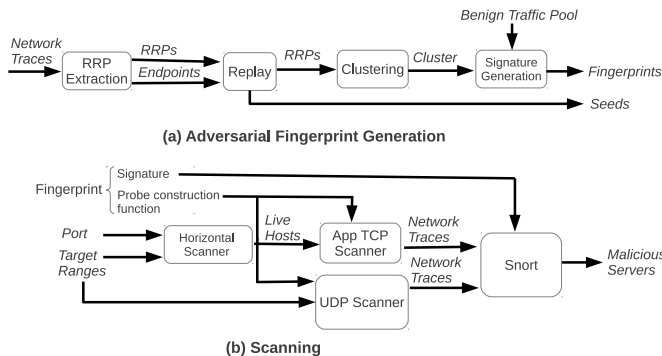 Benign Traffic Pool
Network
Traces
RRP
Extraction
RRPs
Endpoints
Replay
RRPs
Clustering
Cluster
Signature
Generation
Fingerprints
Seeds
(a) Adversarial Fingerprint Generation
Fingerprint
Signature
Probe construction
function
Port
Target
Ranges
Horizontal
Scanner
Live
Hosts
App TCP
Scanner
Network
Traces
UDP Scanner
Network
Traces
Snort
Malicious
Servers
(b) Scanning